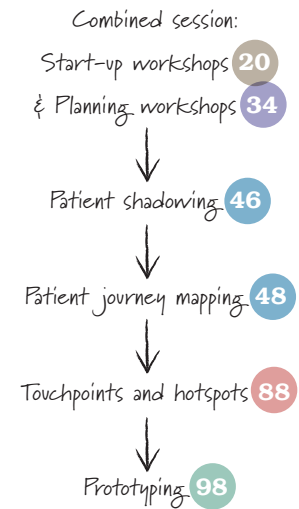 Combined session:
Start-up workshops 20
& Planning workshops 34
Patient shadowing 46
Patient journey mapping 48
Touchpoints and hotspots 88
Prototyping 98